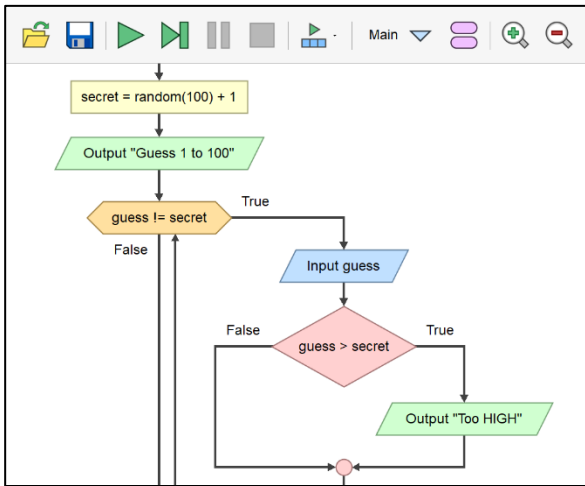 Main
secret = random(100) + 1
Output "Guess 1 to 100"
guess != secret
True
False
Input guess
False
True
guess > secret
Output "Too HIGH"